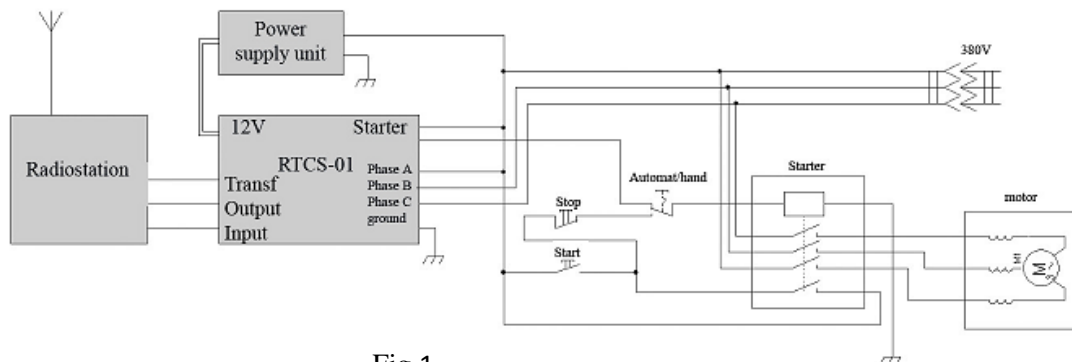 Power
supply unit
380V
12V
Starter
Radiostation
RTCS-01
Phase A
Transf
Phase B
Output
Phase C
Input
ground
Automat/hand
Stop
Start
Starter
motor
M
M1
Fig 1